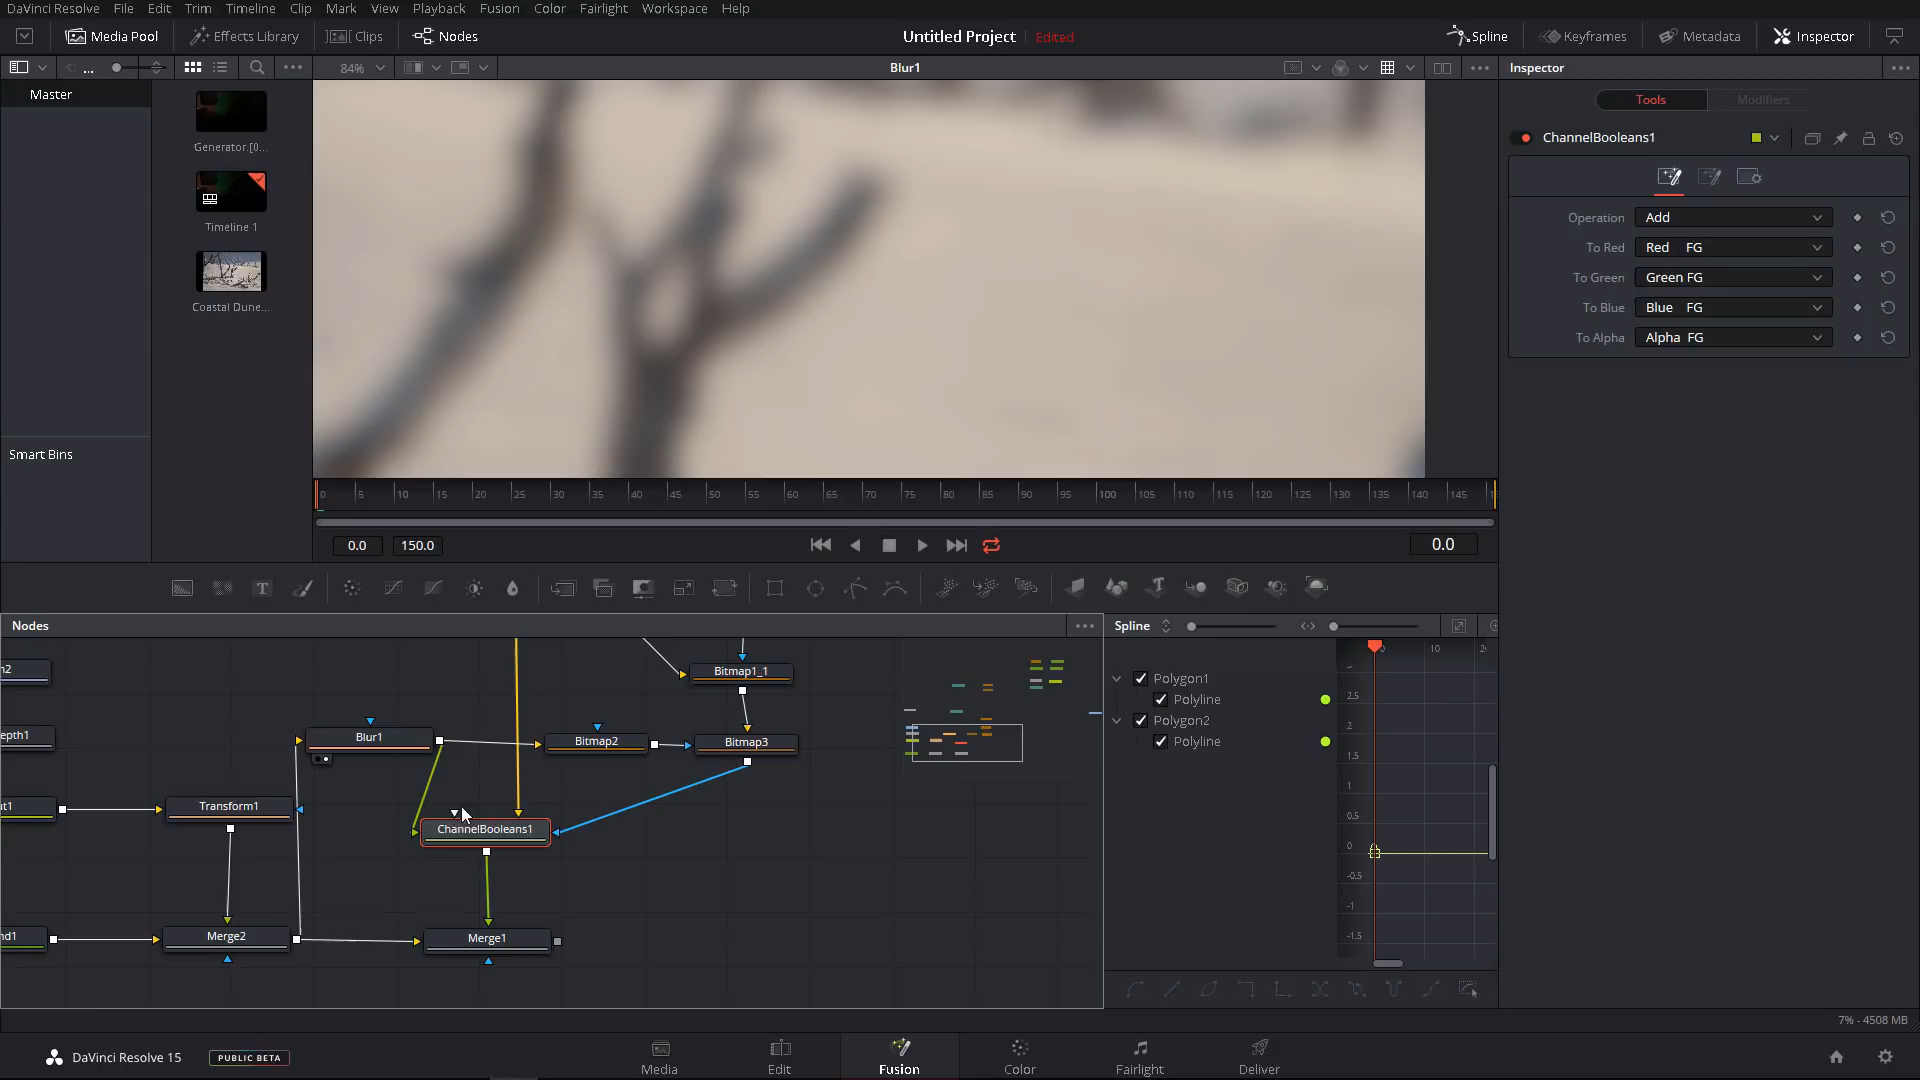 DaVinci Resolve File Edit Trim Timeline Clip Mark View Playback Fusion Color Fairlight Workspace Help
Media Pool Effects Library Clips Nodes Untitled Project Edited Spline Keyframes Metadata Inspector
... 84% Blur1 Inspector
Master
Tools Modifiers
ChannelBooleans1
Generator.[0...
Timeline 1
Coastal Dune...
Operation Add
To Red Red FG
To Green Green FG
To Blue Blue FG
To Alpha Alpha FG
Smart Bins
0 5 10 15 20 25 30 35 40 45 50 55 60 65 70 75 80 85 90 95 100 105 110 115 120 125 130 135 140 145
0.0 150.0 0.0
T
Nodes
Spline
n2
Bitmap1_1
epth1
Blur1
Bitmap2
Bitmap3
ut1
Transform1
ChannelBooleans1
nd1
Merge2
Merge1
Polygon1
Polyline
Polygon2
Polyline
10
2.5
2
1.5
1
0.5
0
-0.5
-1
-1.5
7% - 4508 MB
DaVinci Resolve 15 PUBLIC BETA
Media Edit Fusion Color Fairlight Deliver